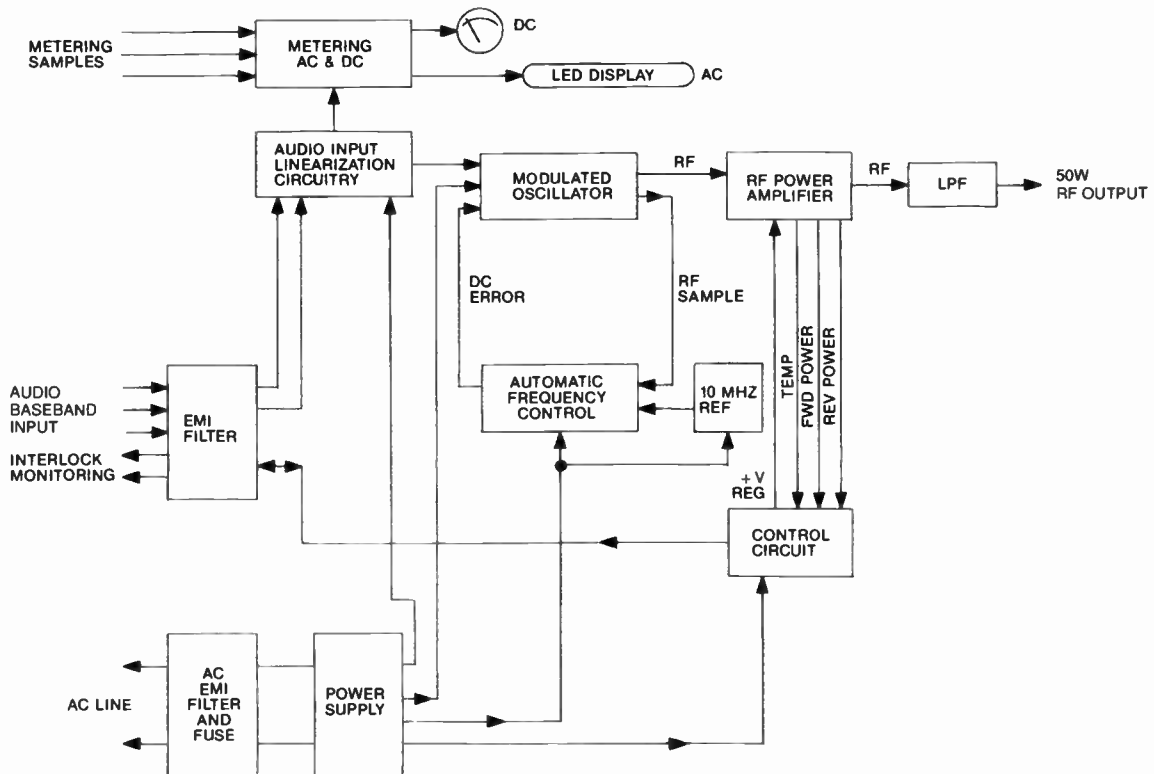 METERING
SAMPLES
METERING
AC & DC
DC
LED DISPLAY
AC
AUDIO INPUT
LINEARIZATION
CIRCUITRY
MODULATED
OSCILLATOR
RF
RF POWER
AMPLIFIER
RF
LPF
50W
RF OUTPUT
DC
ERROR
RF
SAMPLE
TEMP
FWD POWER
REV POWER
AUDIO
BASEBAND
INPUT
EMI
FILTER
INTERLOCK
MONITORING
AUTOMATIC
FREQUENCY
CONTROL
10 MHZ
REF
+ V
REG
CONTROL
CIRCUIT
AC LINE
AC
EMI
FILTER
AND
FUSE
POWER
SUPPLY